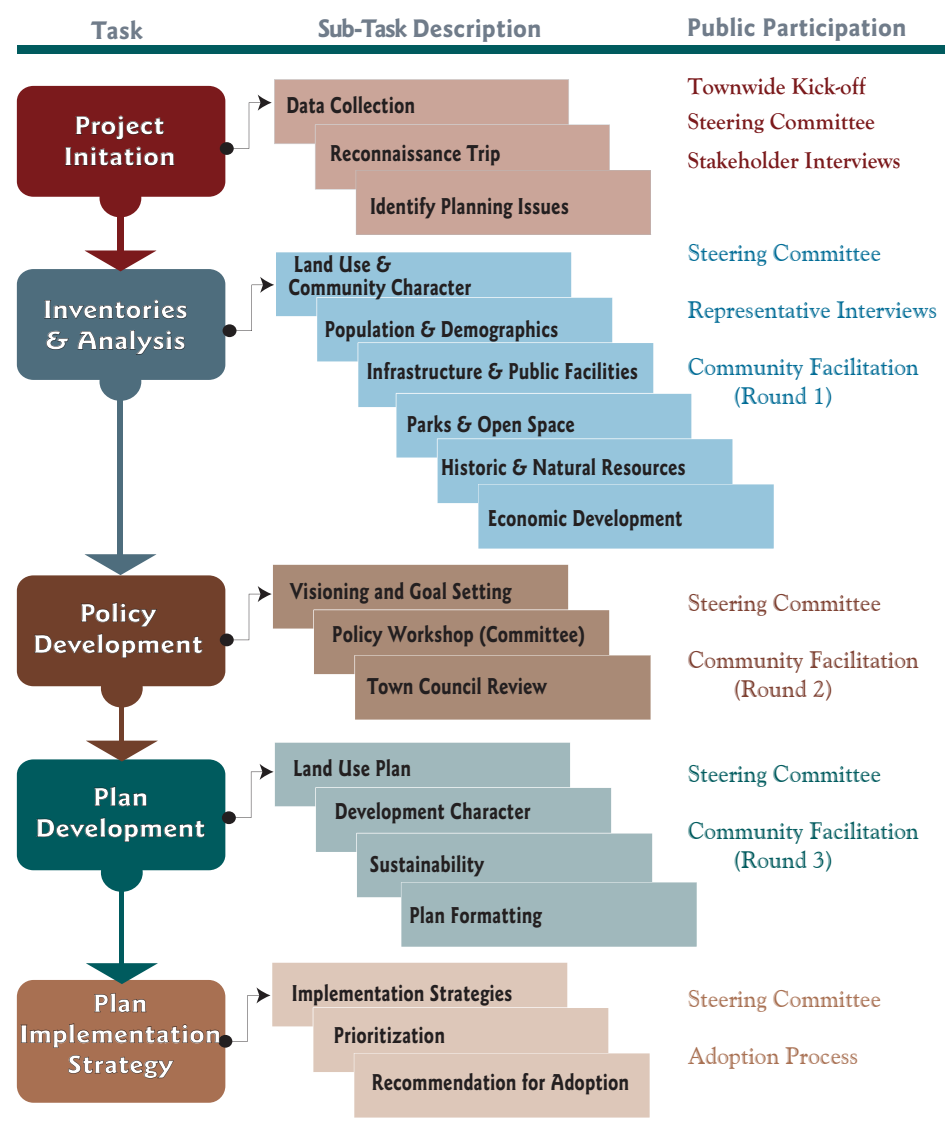 Task
Sub-Task Description
Public Participation
Project
Initation
Data Collection
Reconnaissance Trip
Identify Planning Issues
Townwide Kick-off
Steering Committee
Stakeholder Interviews
Inventories
& Analysis
Land Use &
Community Character
Population & Demographics
Infrastructure & Public Facilities
Parks & Open Space
Historic & Natural Resources
Economic Development
Steering Committee
Representative Interviews
Community Facilitation
(Round 1)
Policy
Development
Visioning and Goal Setting
Policy Workshop (Committee)
Town Council Review
Steering Committee
Community Facilitation
(Round 2)
Plan
Development
Land Use Plan
Development Character
Sustainability
Plan Formatting
Steering Committee
Community Facilitation
(Round 3)
Plan
Implementation
Strategy
Implementation Strategies
Prioritization
Recommendation for Adoption
Steering Committee
Adoption Process